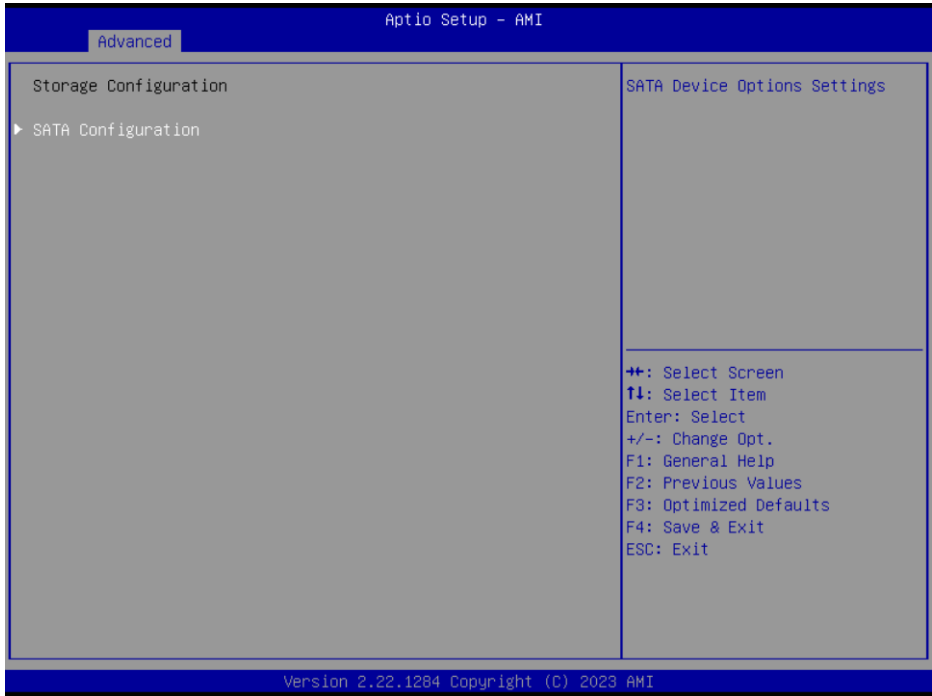 Aptio Setup – AMI
Advanced
Storage Configuration
▶ SATA Configuration
SATA Device Options Settings
→←: Select Screen
↑↓: Select Item
Enter: Select
+/-: Change Opt.
F1: General Help
F2: Previous Values
F3: Optimized Defaults
F4: Save & Exit
ESC: Exit
Version 2.22.1284 Copyright (C) 2023 AMI